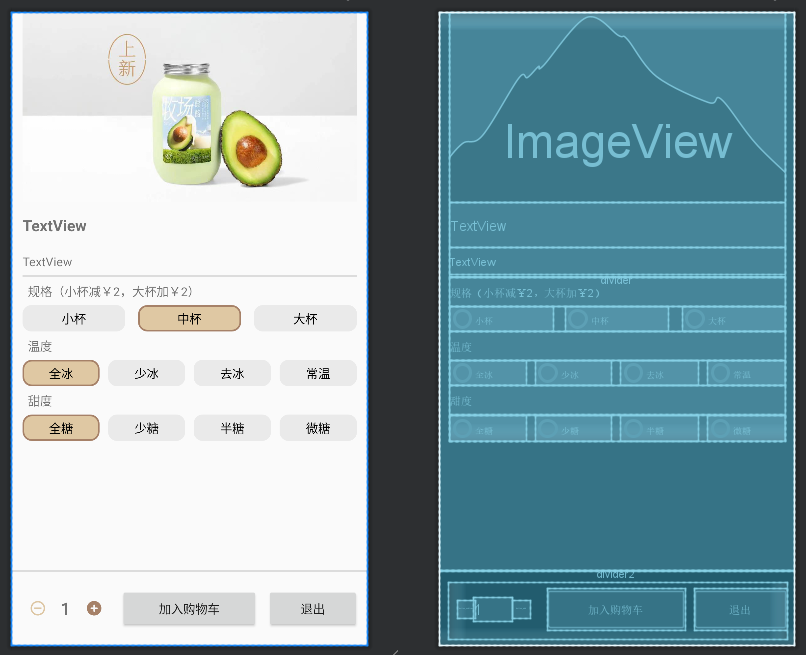 上
新
牧场
TextView
TextView
规格（小杯减￥2，大杯加￥2）
小杯
中杯
大杯
温度
全冰
少冰
去冰
常温
甜度
全糖
少糖
半糖
微糖
1
加入购物车
退出
ImageView
TextView
TextView
divider
规格（小杯减￥2，大杯加￥2）
小杯
中杯
大杯
温度
全冰
少冰
去冰
常温
甜度
全糖
少糖
半糖
微糖
divider2
1
加入购物车
退出